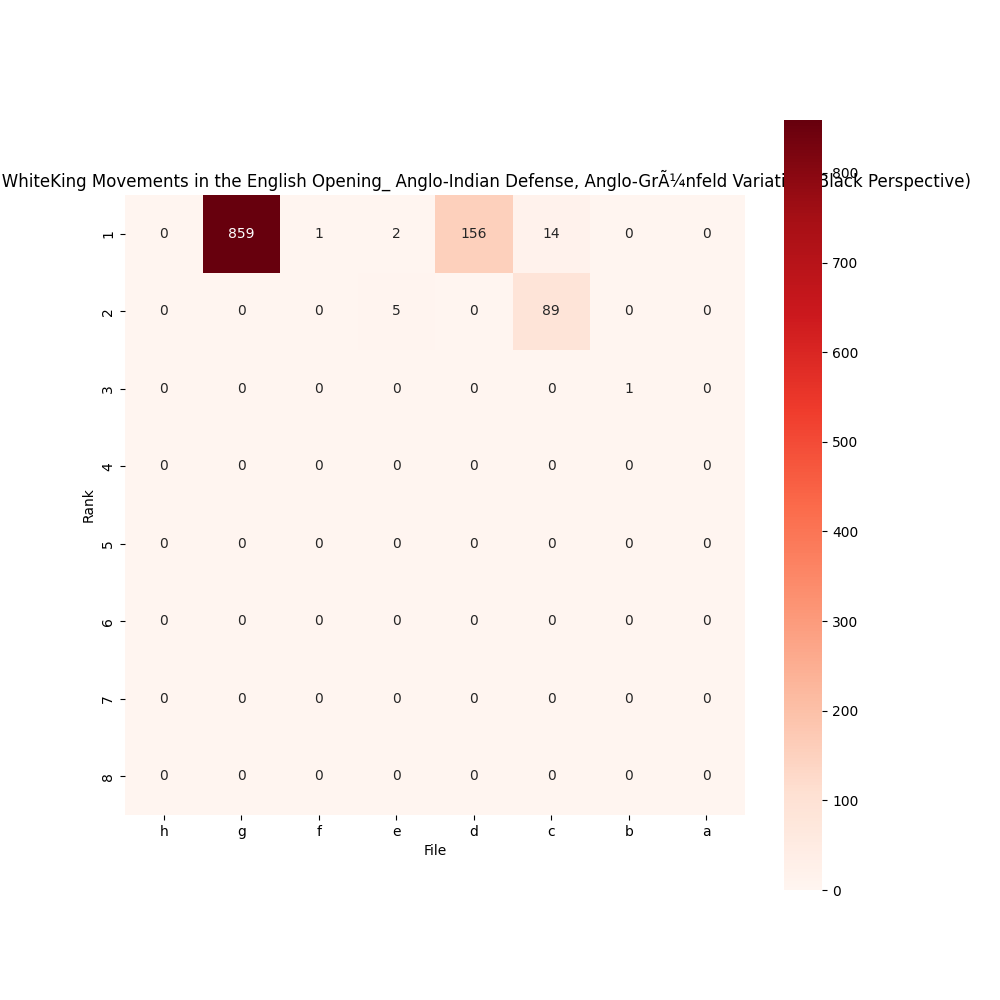 WhiteKing Movements in the English Opening_ Anglo-Indian Defense, Anglo-GrÃ¼nfeld Variati lack Perspective)
1 0 859 1 2 156 14 0 0
2 0 0 0 5 0 89 0 0
3 0 0 0 0 0 0 1 0
4 0 0 0 0 0 0 0 0
Rank
5 0 0 0 0 0 0 0 0
6 0 0 0 0 0 0 0 0
7 0 0 0 0 0 0 0 0
8 0 0 0 0 0 0 0 0
h g f e d c b a
File
800
700
600
500
400
300
200
100
0